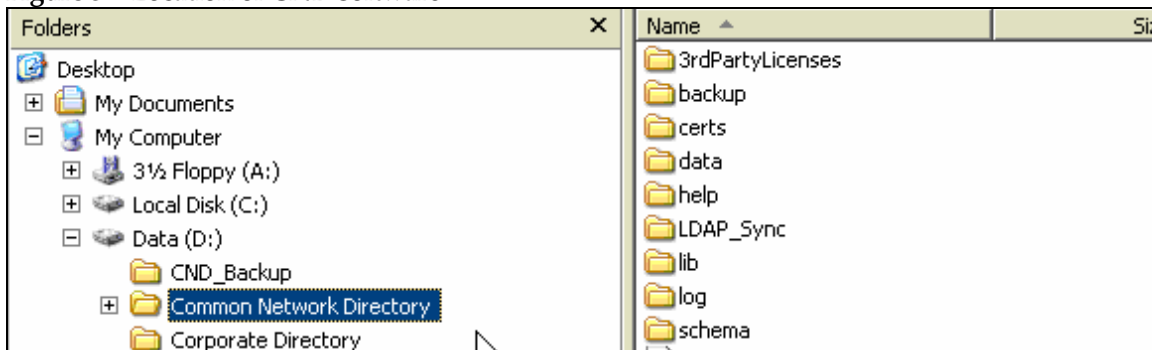 Folders
Desktop
My Documents
My Computer
3½ Floppy (A:)
Local Disk (C:)
Data (D:)
CND_Backup
Common Network Directory
Corporate Directory
Name
3rdPartyLicenses
backup
certs
data
help
LDAP_Sync
lib
log
schema